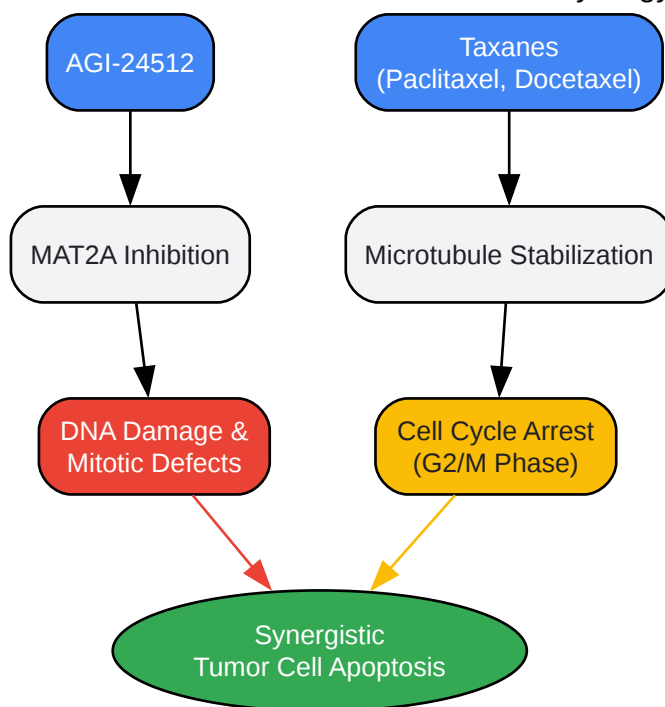 AGI-24512
Taxanes
(Paclitaxel, Docetaxel)
MAT2A Inhibition
Microtubule Stabilization
DNA Damage &
Mitotic Defects
Cell Cycle Arrest
(G2/M Phase)
Synergistic
Tumor Cell Apoptosis